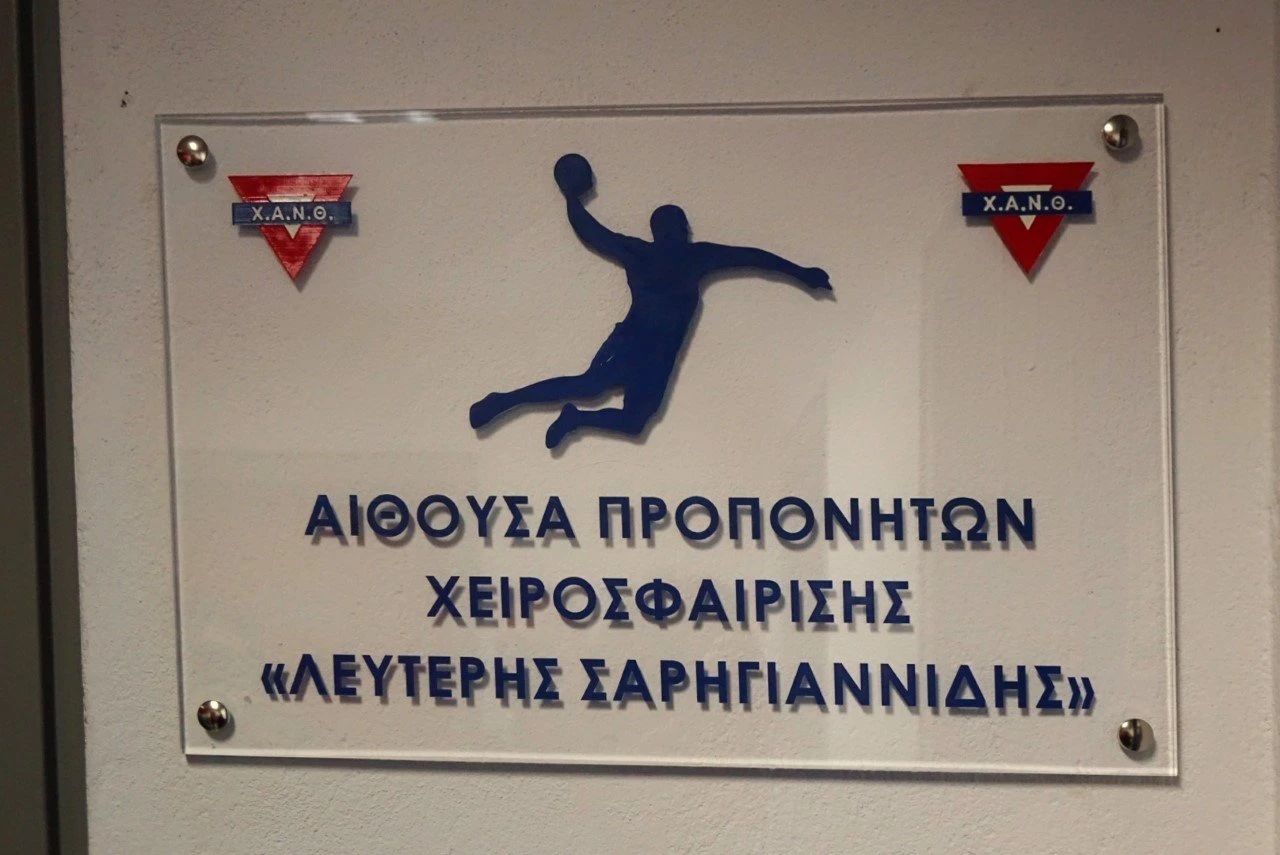 Χ.Α.Ν.Θ.
Χ.Α.Ν.Θ.
ΑΙΘΟΥΣΑ ΠΡΟΠΟΝΗΤΩΝ
ΧΕΙΡΟΣΦΑΙΡΙΣΗΣ
«ΛΕΥΤΕΡΗΣ ΣΑΡΗΓΙΑΝΝΙΔΗΣ»